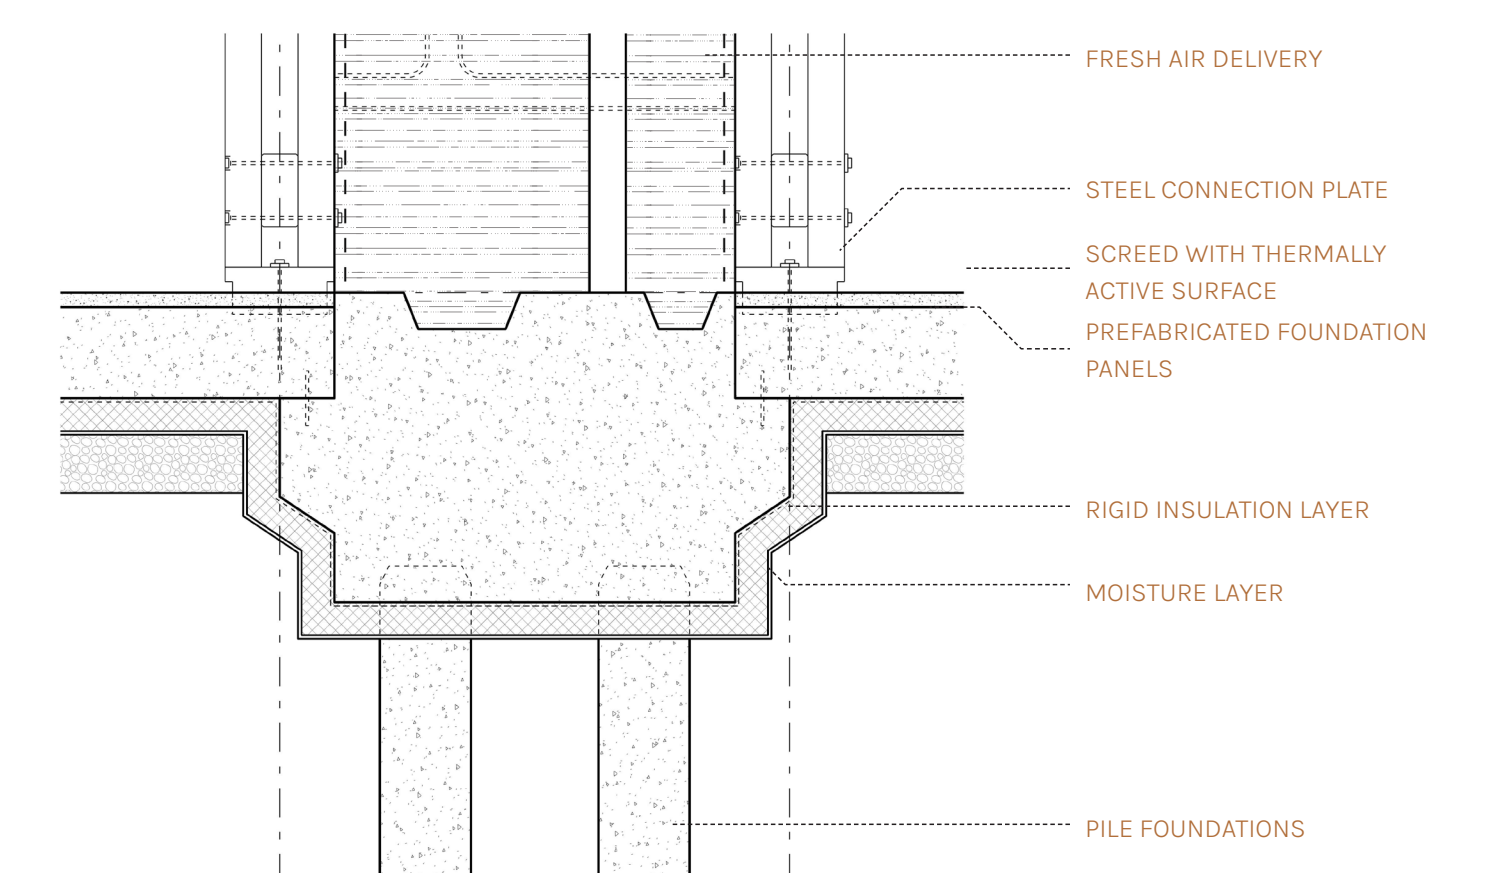 FRESH AIR DELIVERY
STEEL CONNECTION PLATE
SCREED WITH THERMALLY
ACTIVE SURFACE
PREFABRICATED FOUNDATION
PANELS
RIGID INSULATION LAYER
MOISTURE LAYER
PILE FOUNDATIONS